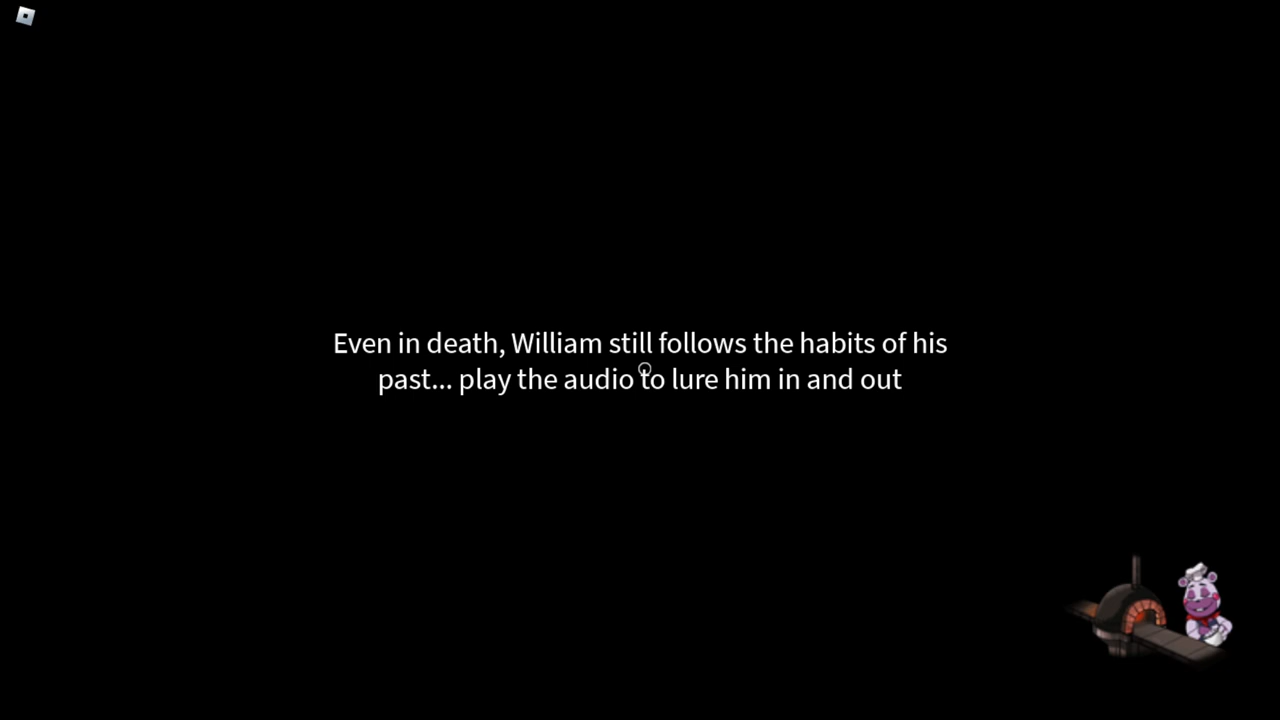 Even in death, William still follows the habits of his
past... play the audio to lure him in and out